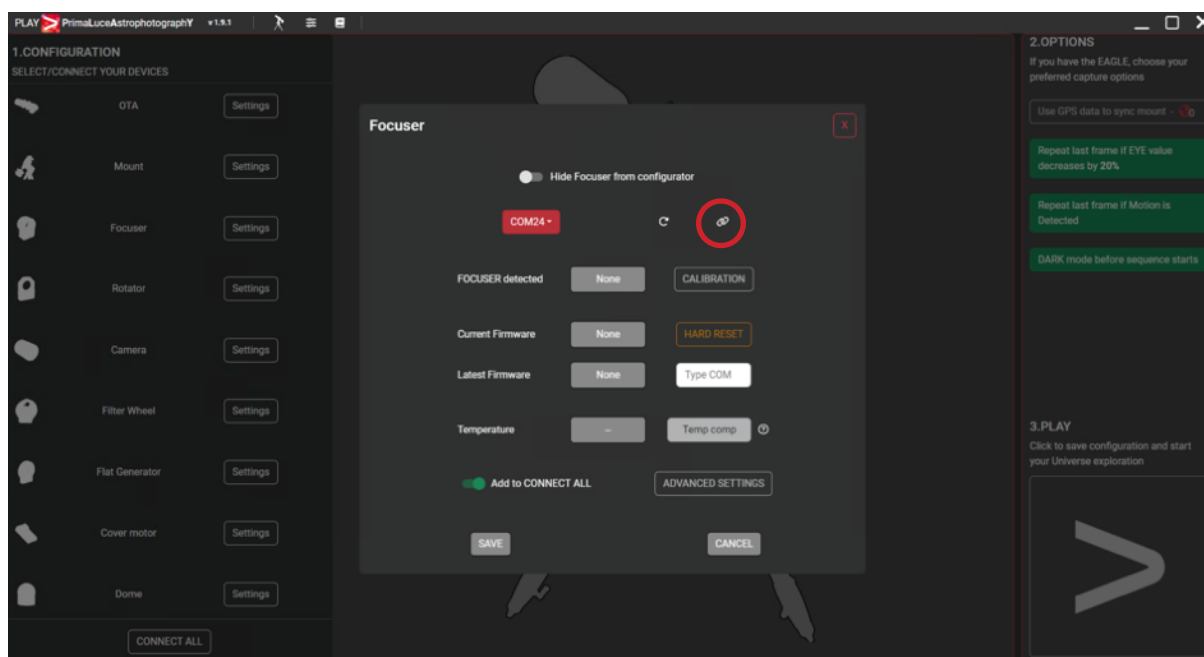 PLAY PrimaLuceAstrophotographY v1.9.1
1.CONFIGURATION
SELECT/CONNECT YOUR DEVICES
OTA Settings
Mount Settings
Focuser Settings
Rotator Settings
Camera Settings
Filter Wheel Settings
Flat Generator Settings
Cover motor Settings
Dome Settings
CONNECT ALL
Focuser X
Hide Focuser from configurator
COM24
FOCUSER detected None CALIBRATION
Current Firmware None HARD RESET
Latest Firmware None Type COM
Temperature – Temp comp
Add to CONNECT ALL ADVANCED SETTINGS
SAVE CANCEL
2.OPTIONS
If you have the EAGLE, choose your
preferred capture options
Use GPS data to sync mount -
Repeat last frame if EYE value
decreases by 20%
Repeat last frame if Motion is
Detected
DARK mode before sequence starts
3.PLAY
Click to save configuration and start
your Universe exploration